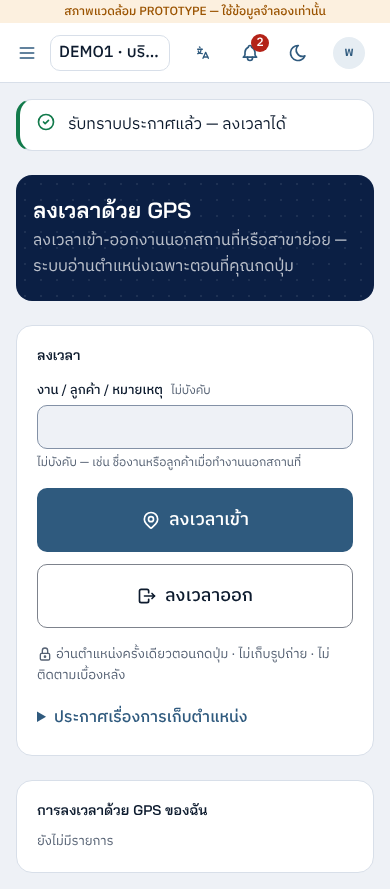 สภาพแวดล้อม PROTOTYPE — ใช้ข้อมูลจำลองเท่านั้น
DEMO1 · บริ...
2
W
รับทราบประกาศแล้ว — ลงเวลาได้
ลงเวลาด้วย GPS
ลงเวลาเข้า-ออกงานนอกสถานที่หรือสาขาย่อย —
ระบบอ่านตำแหน่งเฉพาะตอนที่คุณกดปุ่ม
ลงเวลา
งาน / ลูกค้า / หมายเหตุ ไม่บังคับ
ไม่บังคับ — เช่น ชื่องานหรือลูกค้าเมื่อทำงานนอกสถานที่
ลงเวลาเข้า
ลงเวลาออก
อ่านตำแหน่งครั้งเดียวตอนกดปุ่ม · ไม่เก็บรูปถ่าย · ไม่
ติดตามเบื้องหลัง
ประกาศเรื่องการเก็บตำแหน่ง
การลงเวลาด้วย GPS ของฉัน
ยังไม่มีรายการ